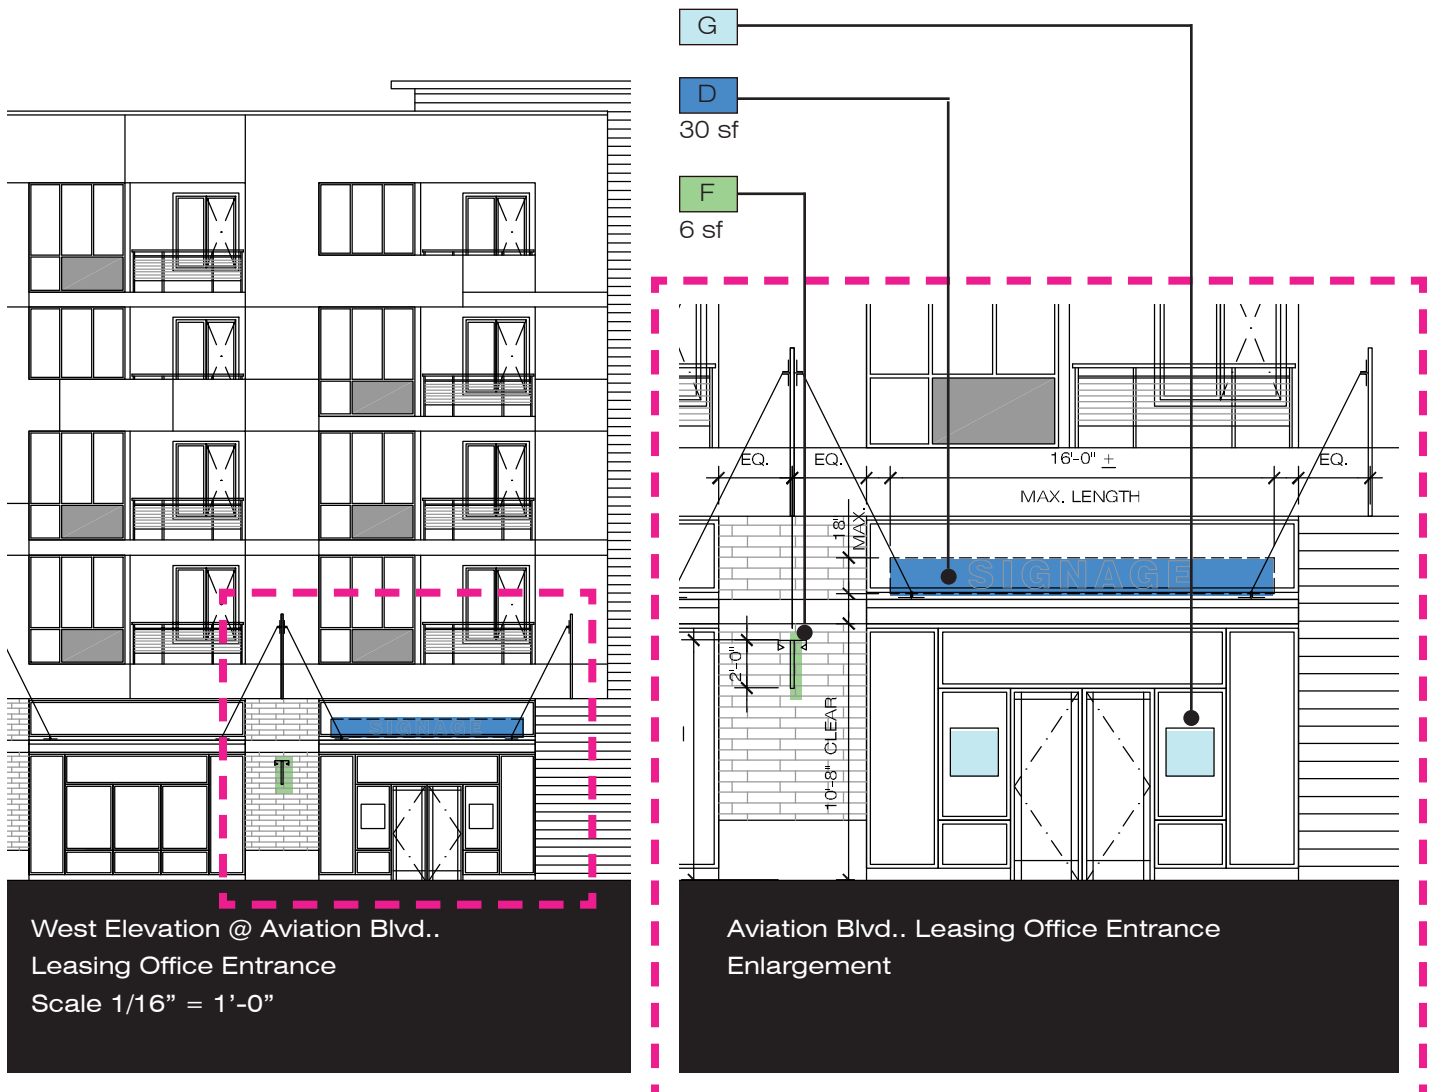 G
D
30 sf
F
6 sf
EQ.
EQ.
16'-0" +
EQ.
MAX. LENGTH
18"
MAX.
SIGNAGE
SIGNAGE
2'-0"
10'-8" CLEAR
West Elevation @ Aviation Blvd..
Leasing Office Entrance
Scale 1/16” = 1’-0”
Aviation Blvd.. Leasing Office Entrance
Enlargement